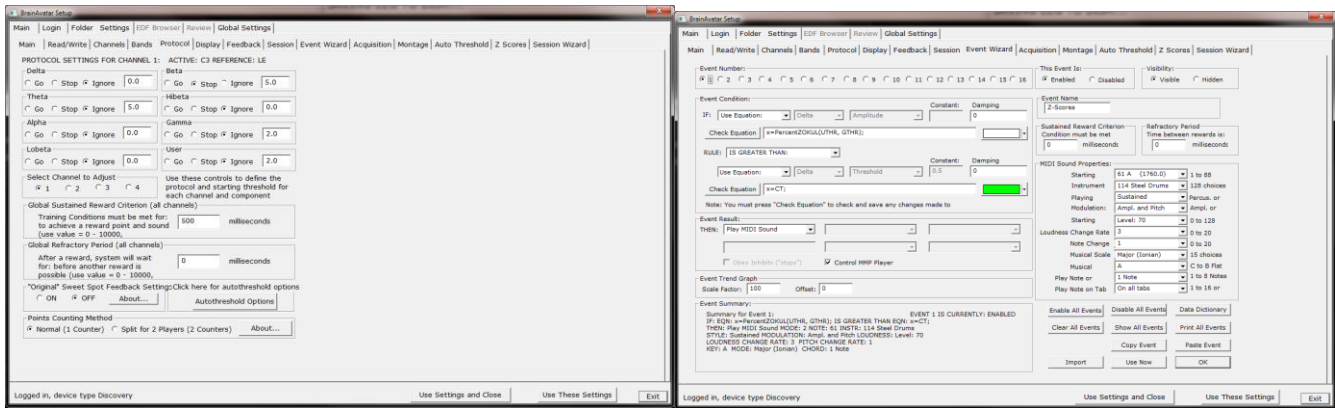 BrainAvatar Setup
Main Login Folder Settings EDF Browser Review Global Settings
Main Read/Write Channels Bands Protocol Display Feedback Session Event Wizard Acquisition Montage Auto Threshold Z Scores Session Wizard
PROTOCOL SETTINGS FOR CHANNEL 1: ACTIVE: C3 REFERENCE: LE
Delta Beta
Go Stop Ignore 0.0 Go Stop Ignore 5.0
Theta Hibeta
Go Stop Ignore 5.0 Go Stop Ignore 0.0
Alpha Gamma
Go Stop Ignore 0.0 Go Stop Ignore 2.0
Lobeta User
Go Stop Ignore 0.0 Go Stop Ignore 2.0
Select Channel to Adjust
1 2 3 4
Use these controls to define the
protocol and starting threshold for
each channel and component
Global Sustained Reward Criterion (all channels)
Training Conditions must be met for:
to achieve a reward point and sound
(use value = 0 - 10000,
500 milliseconds
Global Refractory Period (all channels)
After a reward, system will wait
for: before another reward is
possible (use value = 0 - 10000,
0 milliseconds
"Original" Sweet Spot Feedback Settings Click here for autothreshold options
ON OFF About... Autothreshold Options
Points Counting Method
Normal (1 Counter) Split for 2 Players (2 Counters) About...
Logged in, device type Discovery Use Settings and Close Use These Settings Exit
BrainAvatar Setup
Main Login Folder Settings EDF Browser Review Global Settings
Main Read/Write Channels Bands Protocol Display Feedback Session Event Wizard Acquisition Montage Auto Threshold Z Scores Session Wizard
Event Number:
1 2 3 4 5 6 7 8 9 10 11 12 13 14 15 16
This Event Is:
Enabled Disabled
Visibility:
Visible Hidden
Event Condition:
Constant: Damping
IF: Use Equation: Delta Amplitude 0
Check Equation x=PercentZOKUL(UTHR, GTHR);
RULE: IS GREATER THAN:
Constant: Damping
Use Equation: Delta Threshold 0.5 0
Check Equation x=CT;
Note: You must press "Check Equation" to check and save any changes made to
Event Result:
THEN: Play MIDI Sound
Obey Inhibits ("stops") Control MMP Player
Event Trend Graph
Scale Factor: 100 Offset: 0
Event Summary:
Summary for Event 1: EVENT 1 IS CURRENTLY: ENABLED
IF: EQN: x=PercentZOKUL(UTHR, GTHR); IS GREATER THAN EQN: x=CT;
THEN: Play MIDI Sound MODE: 2 NOTE: 61 INSTR: 114 Steel Drums
STYLE: Sustained MODULATION: Ampl. and Pitch LOUDNESS: Level: 70
LOUDNESS CHANGE RATE: 3 PITCH CHANGE RATE: 1
KEY: A MODE: Major (Ionian) CHORD: 1 Note
Event Name
Z-Scores
Sustained Reward Criterion
Condition must be met
0 milliseconds
Refractory Period
Time between rewards is:
0 milliseconds
MIDI Sound Properties:
Starting 61 A (1760.0) 1 to 88
Instrument 114 Steel Drums 128 choices
Playing Sustained Percus. or
Modulation: Ampl. and Pitch Ampl. or
Starting Level: 70 0 to 128
Loudness Change Rate 3 0 to 20
Note Change 1 0 to 20
Musical Scale Major (Ionian) 15 choices
Musical A C to B Flat
Play Note or 1 Note 1 to 8 Notes
Play Note on Tab On all tabs 1 to 16 or
Enable All Events Disable All Events Data Dictionary
Clear All Events Show All Events Print All Events
Copy Event Paste Event
Import Use Now OK
Logged in, device type Discovery Use Settings and Close Use These Settings Exit